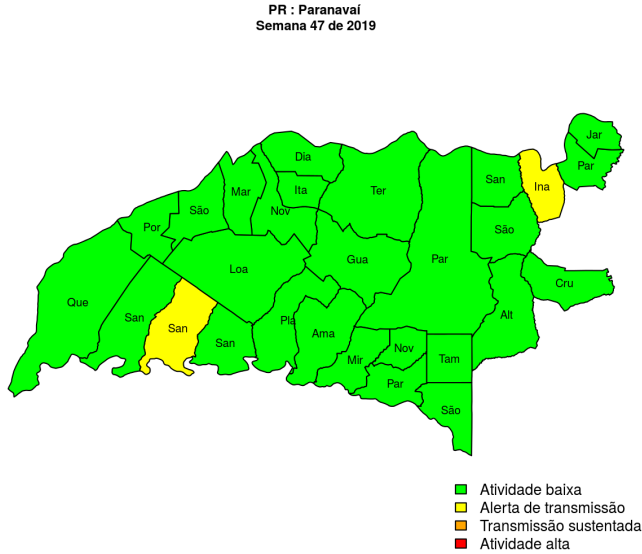 PR : Paranavaí
Semana 47 de 2019
Jar
Par
Dia
San
Ina
Mar
Ita
Ter
São
Nov
Por
São
Loa
Gua
Par
Cru
Que
San
San
Pla
Alt
Ama
San
Mir
Nov
Tam
Par
São
Atividade baixa
Alerta de transmissão
Transmissão sustentada
Atividade alta